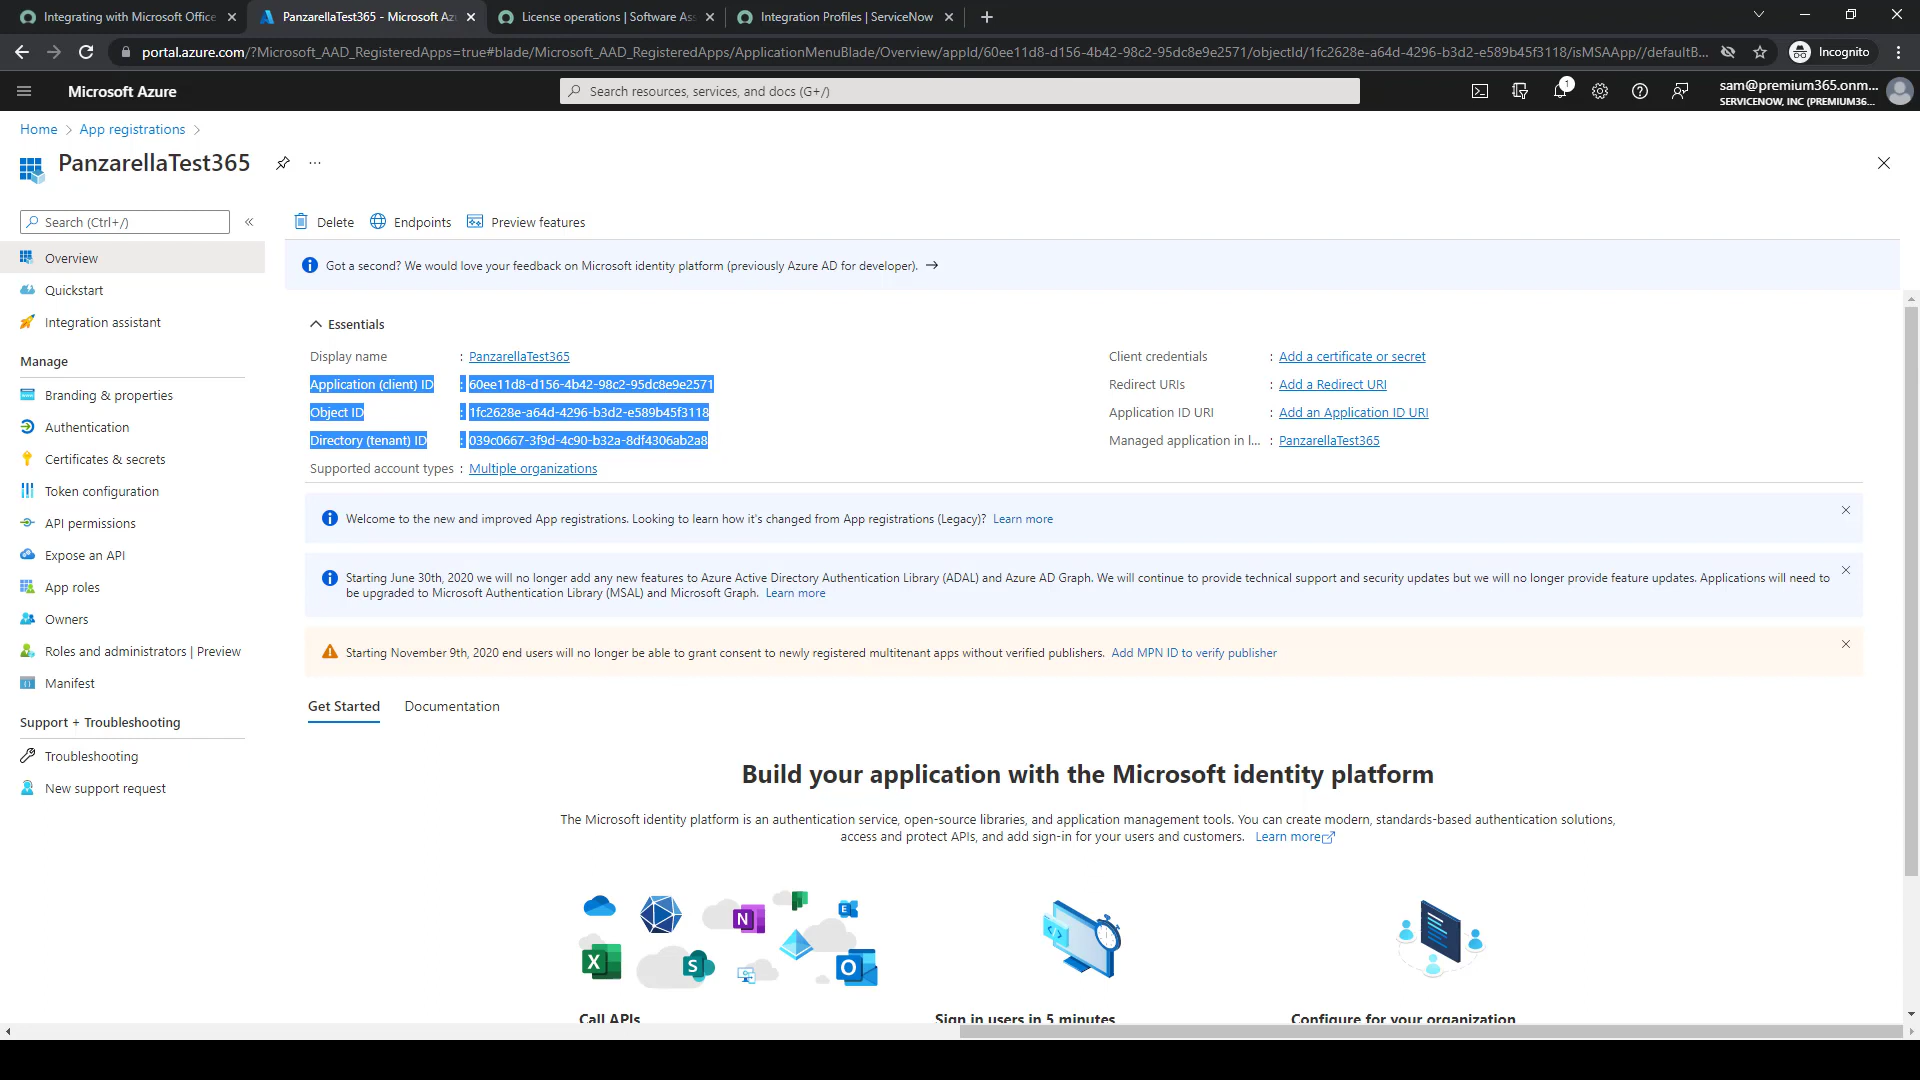 Integrating with Microsoft Office
PanzarellaTest365 - Microsoft Az
License operations | Software Ass
Integration Profiles | ServiceNow
portal.azure.com/?Microsoft_AAD_RegisteredApps=true#blade/Microsoft_AAD_RegisteredApps/ApplicationMenuBlade/Overview/appId/60ee11d8-d156-4b42-98c2-95dc8e9e2571/objectId/1fc2628e-a64d-4296-b3d2-e589b45f3118/isMSAApp//defaultB...
Incognito
Microsoft Azure
Search resources, services, and docs (G+/)
1
sam@premium365.onm...
SERVICENOW, INC (PREMIUM36...
Home > App registrations >
PanzarellaTest365
...
Search (Ctrl+/)
«
Delete
Endpoints
Preview features
Overview
Quickstart
Integration assistant
Manage
Branding & properties
Authentication
Certificates & secrets
Token configuration
API permissions
Expose an API
App roles
Owners
Roles and administrators | Preview
Manifest
Support + Troubleshooting
Troubleshooting
New support request
Got a second? We would love your feedback on Microsoft identity platform (previously Azure AD for developer). →
Essentials
Display name : PanzarellaTest365
Application (client) ID : 60ee11d8-d156-4b42-98c2-95dc8e9e2571
Object ID : 1fc2628e-a64d-4296-b3d2-e589b45f3118
Directory (tenant) ID : 039c0667-3f9d-4c90-b32a-8df4306ab2a8
Supported account types : Multiple organizations
Client credentials : Add a certificate or secret
Redirect URIs : Add a Redirect URI
Application ID URI : Add an Application ID URI
Managed application in l... : PanzarellaTest365
Welcome to the new and improved App registrations. Looking to learn how it's changed from App registrations (Legacy)? Learn more
Starting June 30th, 2020 we will no longer add any new features to Azure Active Directory Authentication Library (ADAL) and Azure AD Graph. We will continue to provide technical support and security updates but we will no longer provide feature updates. Applications will need to
be upgraded to Microsoft Authentication Library (MSAL) and Microsoft Graph. Learn more
Starting November 9th, 2020 end users will no longer be able to grant consent to newly registered multitenant apps without verified publishers. Add MPN ID to verify publisher
Get Started
Documentation
Build your application with the Microsoft identity platform
The Microsoft identity platform is an authentication service, open-source libraries, and application management tools. You can create modern, standards-based authentication solutions,
access and protect APIs, and add sign-in for your users and customers. Learn more
N
E
X
S
O
Call APIs
Sign in users in 5 minutes
Configure for your organization